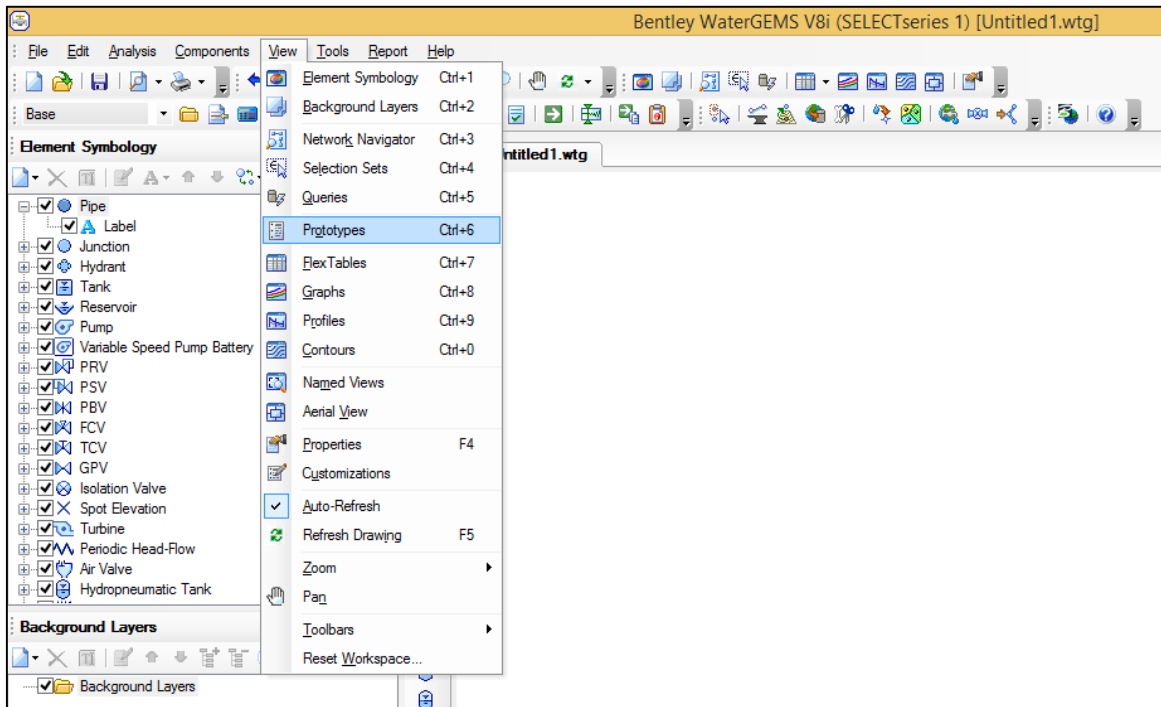 Bentley WaterGEMS V8i (SELECTseries 1) [Untitled1.wtg]
File Edit Analysis Components View Tools Report Help
Base
Element Symbology
Pipe
Label
Junction
Hydrant
Tank
Reservoir
Pump
Variable Speed Pump Battery
PRV
PSV
PBV
FCV
TCV
GPV
Isolation Valve
Spot Elevation
Turbine
Periodic Head-Flow
Air Valve
Hydropneumatic Tank
Background Layers
Background Layers
Element Symbology Ctrl+1
Background Layers Ctrl+2
Network Navigator Ctrl+3
Selection Sets Ctrl+4
Queries Ctrl+5
Prototypes Ctrl+6
FlexTables Ctrl+7
Graphs Ctrl+8
Profiles Ctrl+9
Contours Ctrl+0
Named Views
Aerial View
Properties F4
Customizations
Auto-Refresh
Refresh Drawing F5
Zoom
Pan
Toolbars
Reset Workspace...
ntitled1.wtg